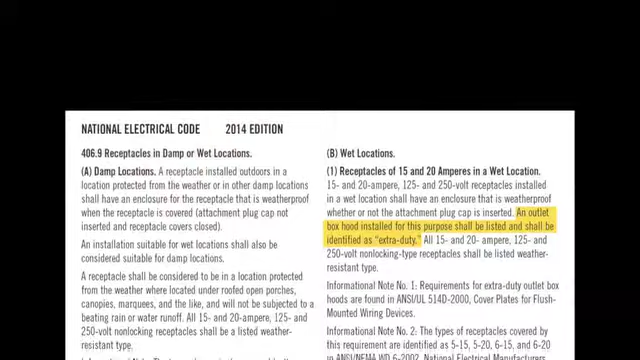 NATIONAL ELECTRICAL CODE 2014 EDITION
406.9 Receptacles in Damp or Wet Locations.
(A) Damp Locations. A receptacle installed outdoors in a
location protected from the weather or in other damp locations
shall have an enclosure for the receptacle that is weatherproof
when the receptacle is covered (attachment plug cap not
inserted and receptacle covers closed).
An installation suitable for wet locations shall also be
considered suitable for damp locations.
A receptacle shall be considered to be in a location protected
from the weather where located under roofed open porches,
canopies, marquees, and the like, and will not be subjected to a
beating rain or water runoff. All 15- and 20-ampere, 125- and
250-volt nonlocking receptacles shall be a listed weather-
resistant type.
(B) Wet Locations.
(1) Receptacles of 15 and 20 Amperes in a Wet Location.
15- and 20-ampere, 125- and 250-volt receptacles installed
in a wet location shall have an enclosure that is weatherproof
whether or not the attachment plug cap is inserted. An outlet
box hood installed for this purpose shall be listed and shall be
identified as “extra-duty.” All 15- and 20- ampere, 125- and
250-volt nonlocking-type receptacles shall be listed weather-
resistant type.
Informational Note No. 1: Requirements for extra-duty outlet box
hoods are found in ANSI/UL 514D-2000, Cover Plates for Flush-
Mounted Wiring Devices.
Informational Note No. 2: The types of receptacles covered by
this requirement are identified as 5-15, 5-20, 6-15, and 6-20
in ANSI/NEMA WD 6-2002, National Electrical Manufacturers